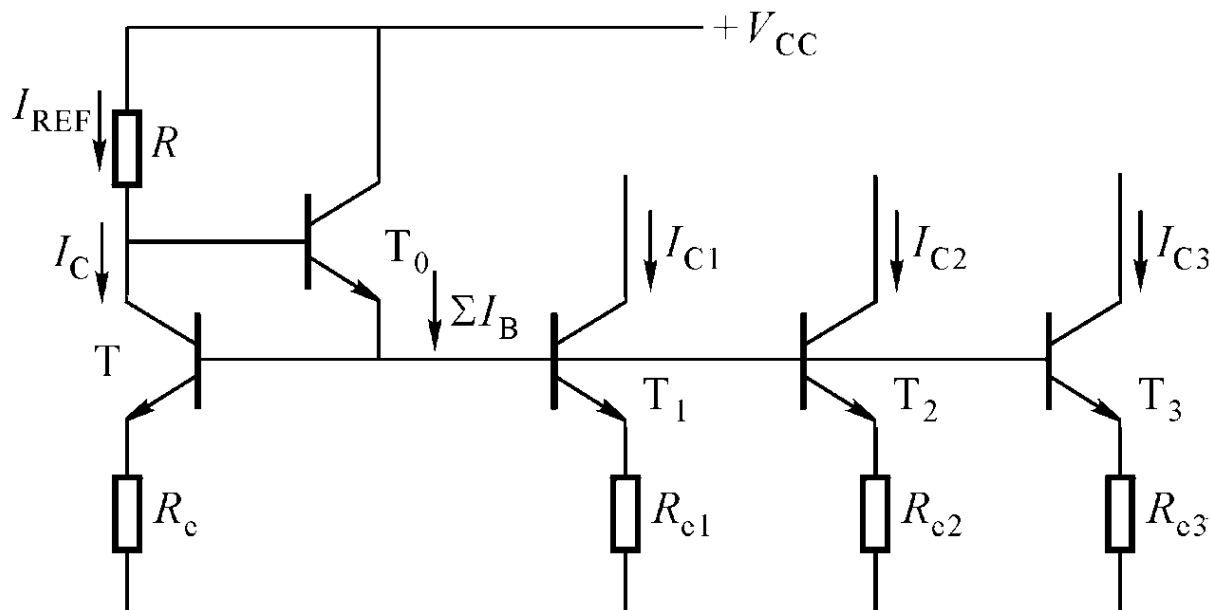 +V_CC
I_REF
R
I_C
T_0
I_C1
I_C2
I_C3
ΣI_B
T
T_1
T_2
T_3
R_e
R_e1
R_e2
R_e3